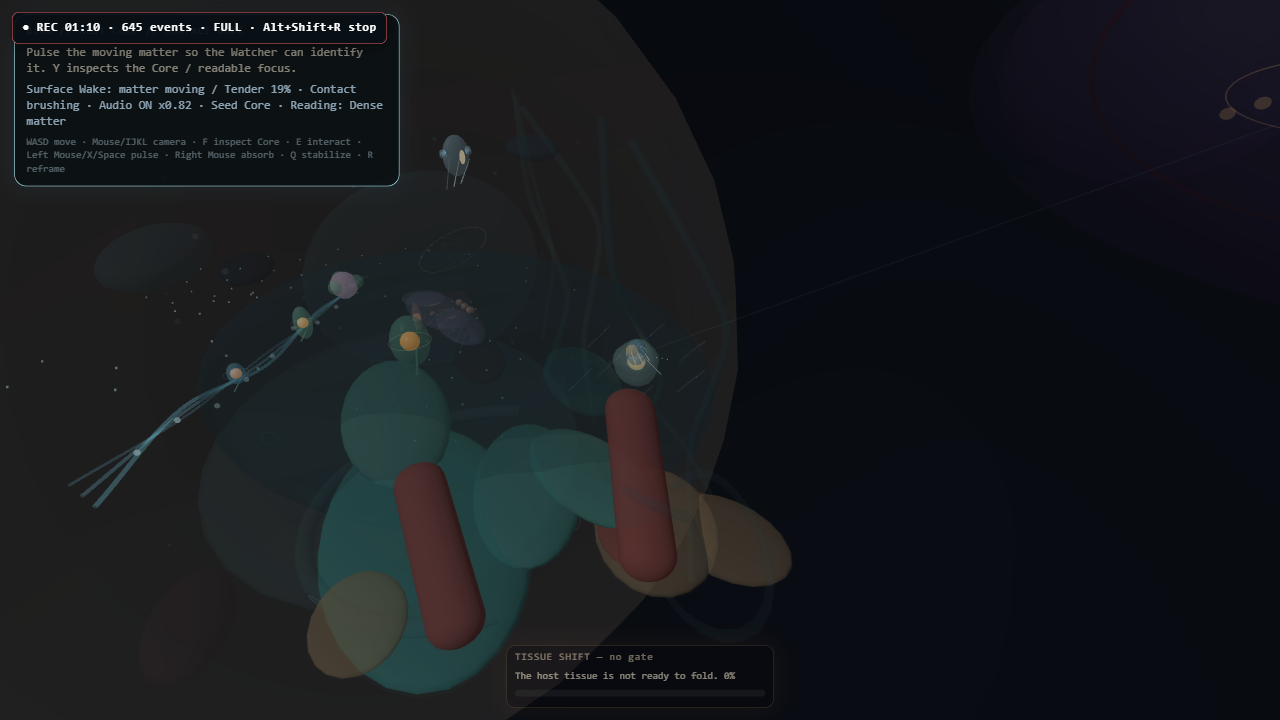 ● REC 01:10 · 645 events · FULL · Alt+Shift+R stop
Pulse the moving matter so the Watcher can identify
it. Y inspects the Core / readable focus.
Surface Wake: matter moving / Tender 19% · Contact
brushing · Audio ON x0.82 · Seed Core · Reading: Dense
matter
WASD move · Mouse/IJKL camera · F inspect Core · E interact ·
Left Mouse/X/Space pulse · Right Mouse absorb · Q stabilize · R
reframe
TISSUE SHIFT — no gate
The host tissue is not ready to fold. 0%